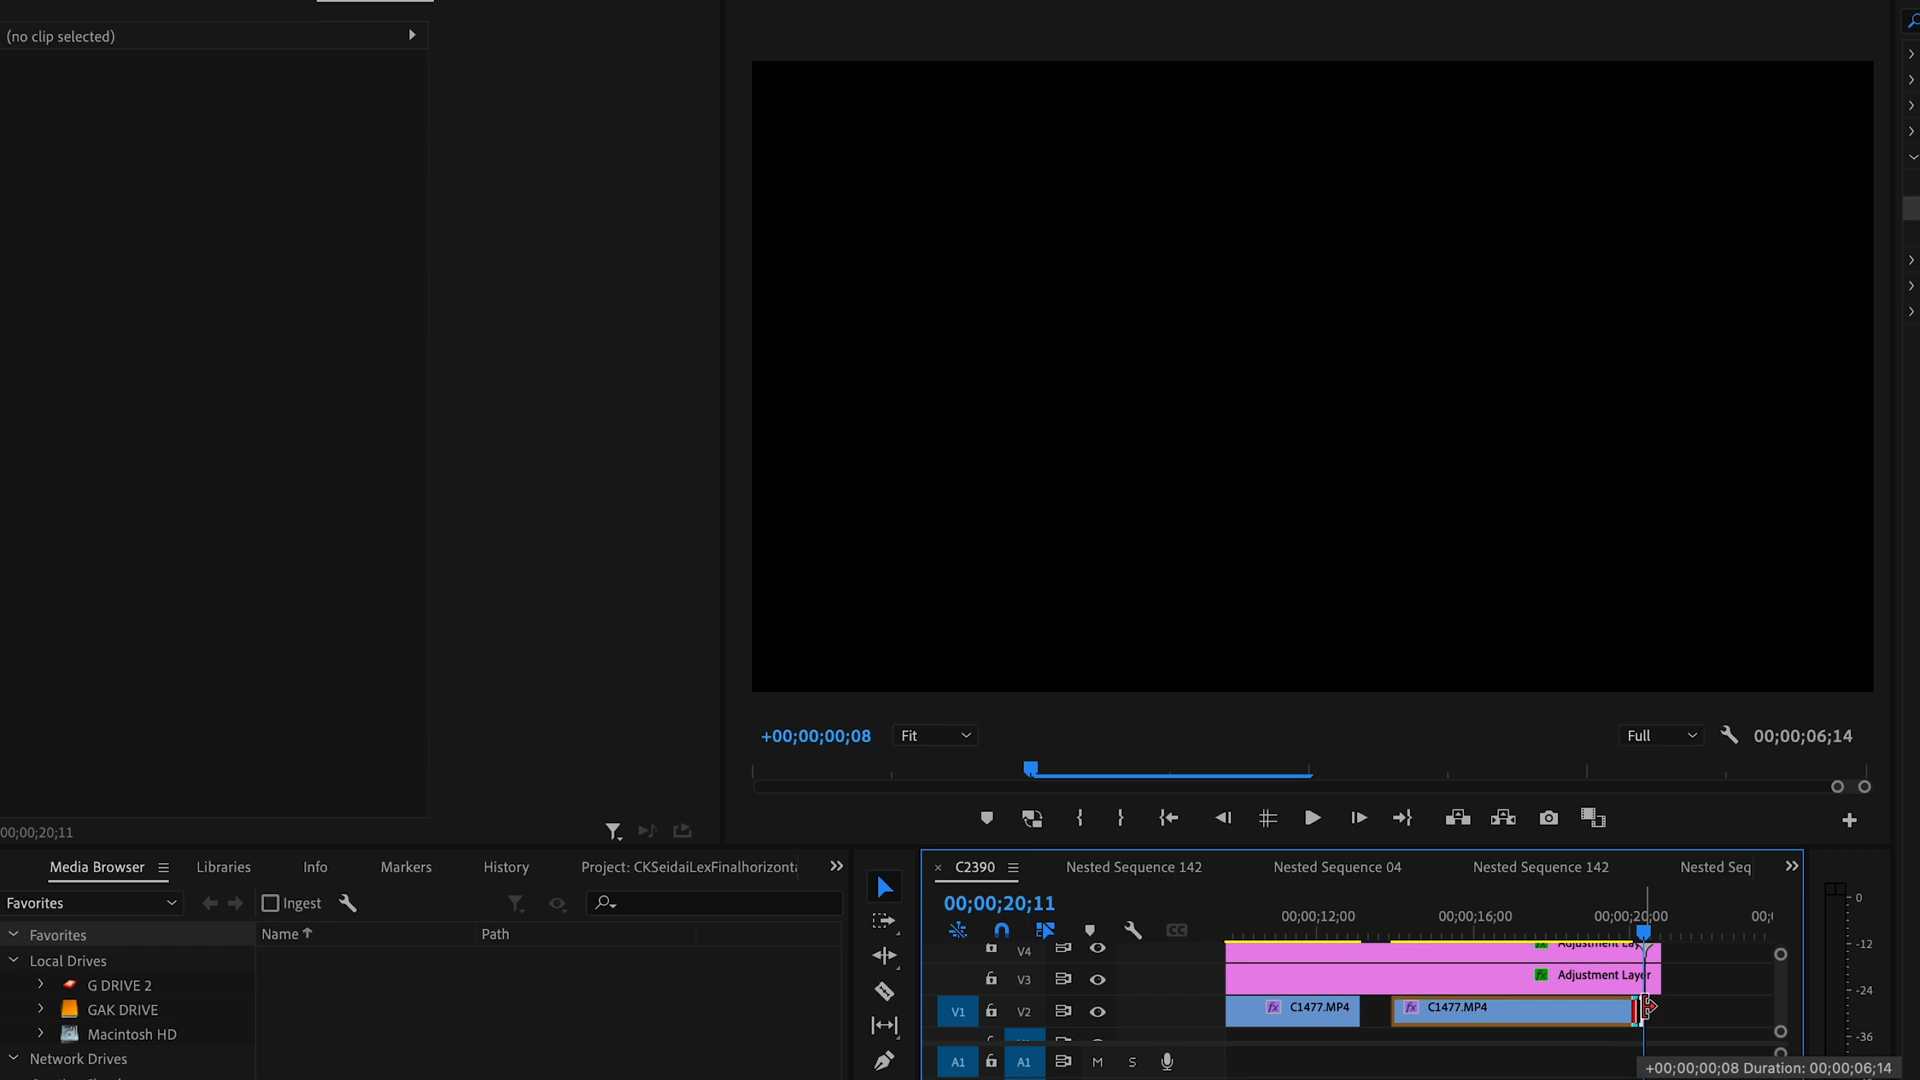 (no clip selected)
+00;00;00;08
Fit
Full
00;00;06;14
00;00;20;11
Media Browser
Libraries
Info
Markers
History
Project: CKSeidaiLexFinalhorizonta
Favorites
Ingest
Name
Path
Favorites
Local Drives
G DRIVE 2
GAK DRIVE
Macintosh HD
Network Drives
C2390
Nested Sequence 142
Nested Sequence 04
Nested Sequence 142
Nested Seq
00;00;20;11
00;00;12;00
00;00;16;00
00;00;20;00
00;(
V4
Adjustment Lay
V3
fx
Adjustment Layer
V1
V2
fx
C1477.MP4
fx
C1477.MP4
A1
A1
M
S
+00;00;00;08 Duration: 00;00;06;14
0
-12
-24
-36